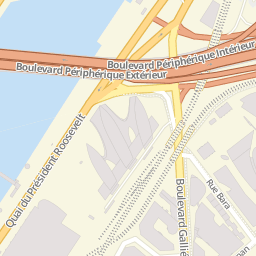 Boulevard Périphérique Intérieur
Boulevard Périphérique Extérieur
Quai du Président Roosevelt
Boulevard Gallié
Rue Bara